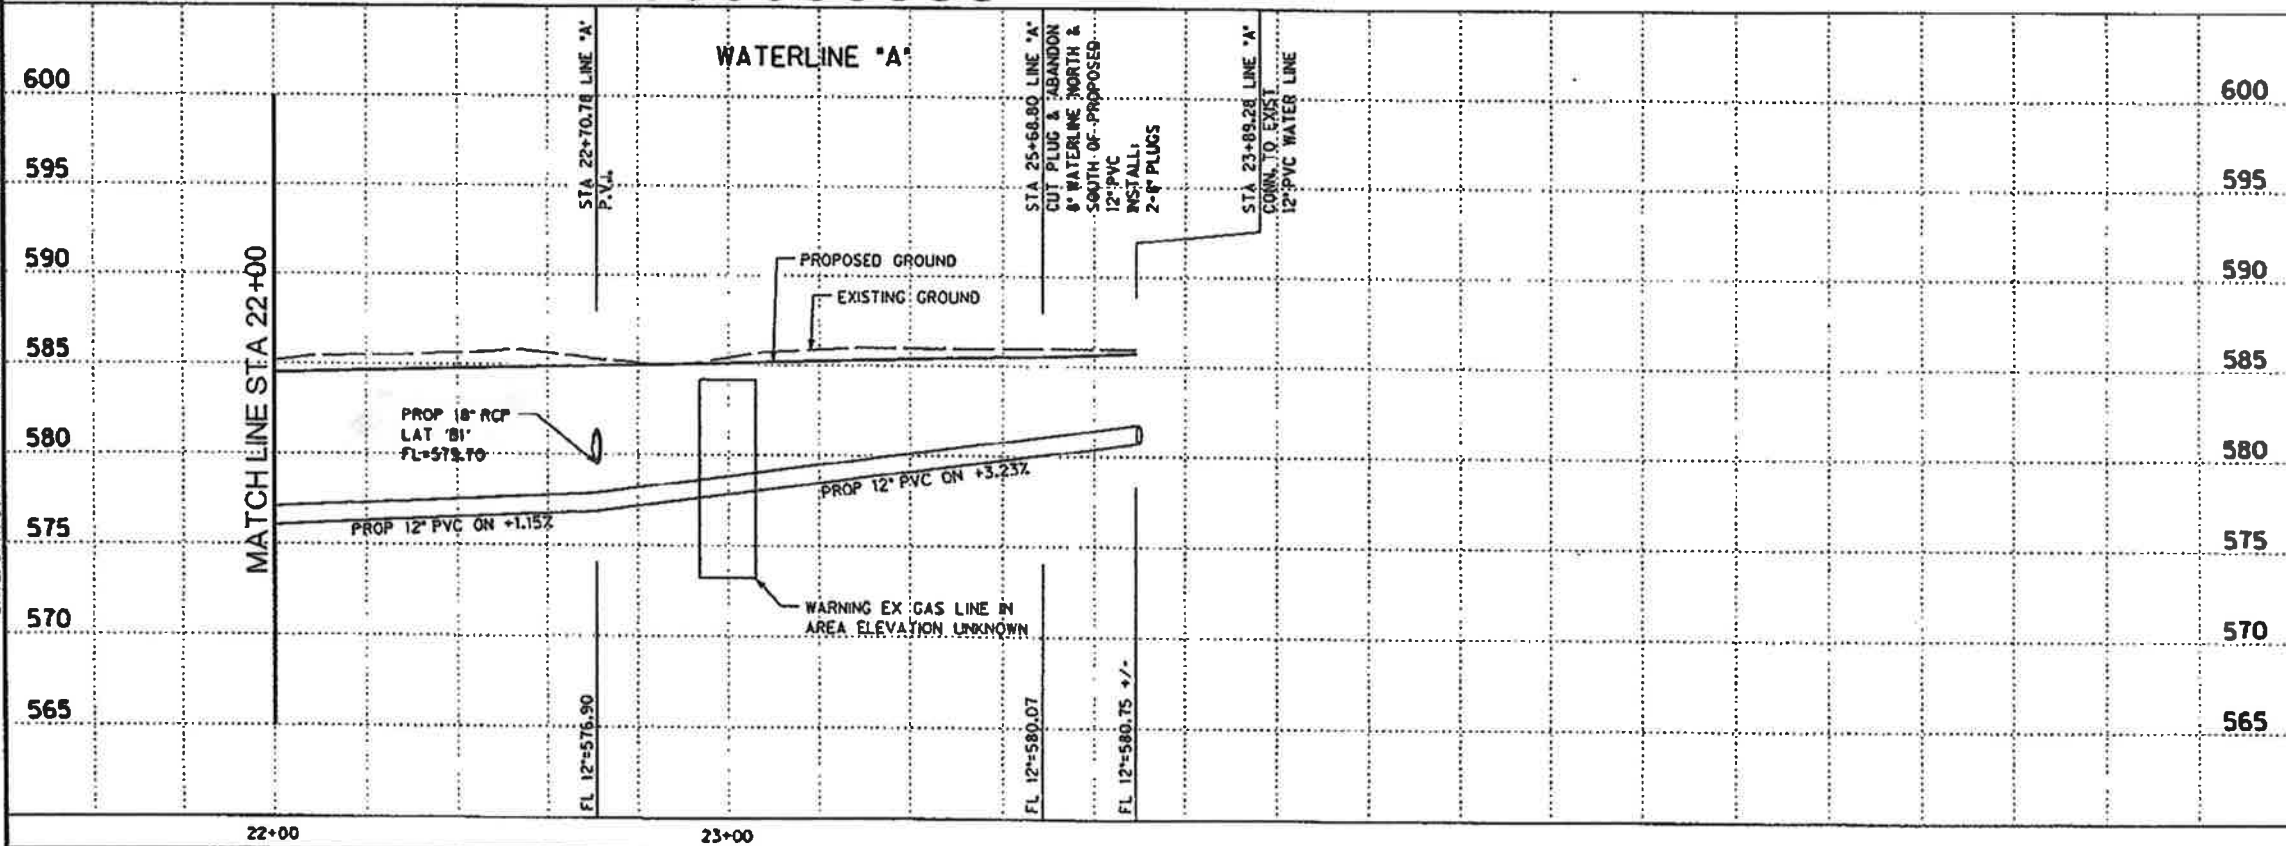 WATERLINE "A"
600
595
590
585
580
575
570
565
MATCH LINE STA 22+00
STA 22+70.78 LINE "A"
P.V.I.
STA 25+68.80 LINE "A"
CUT PLUG & ABANDON
WATERLINE NORTH &
SOUTH OF PROPOSED
12" PVC
INSTALL:
2-8" PLUGS
STA 23+89.28 LINE "A"
CONN. TO EXIST
12" PVC WATER LINE
PROPOSED GROUND
EXISTING GROUND
PROP 18" RCP
LAT 'B1'
FL=579.70
PROP 12" PVC ON +1.15%
PROP 12" PVC ON +3.23%
WARNING EX GAS LINE IN
AREA ELEVATION UNKNOWN
FL 12"=576.90
FL 12"=580.07
FL 12"=580.75 +/-
600
595
590
585
580
575
570
565
22+00
23+00